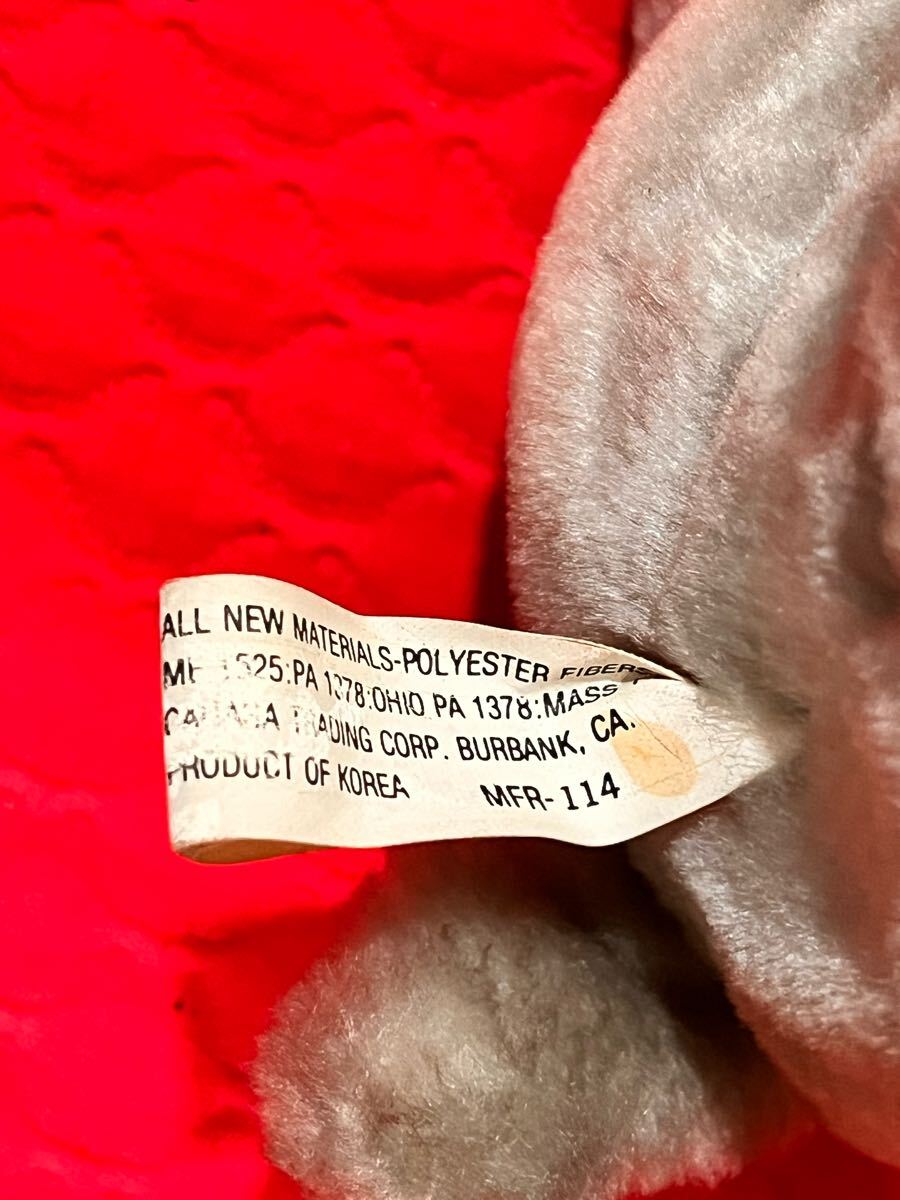 ALL NEW MATERIALS-POLYESTER FIBERS
1525:PA 1378:OHIO PA 1378:MASS
TRADING CORP. BURBANK, CA.
PRODUCT OF KOREA MFR-114